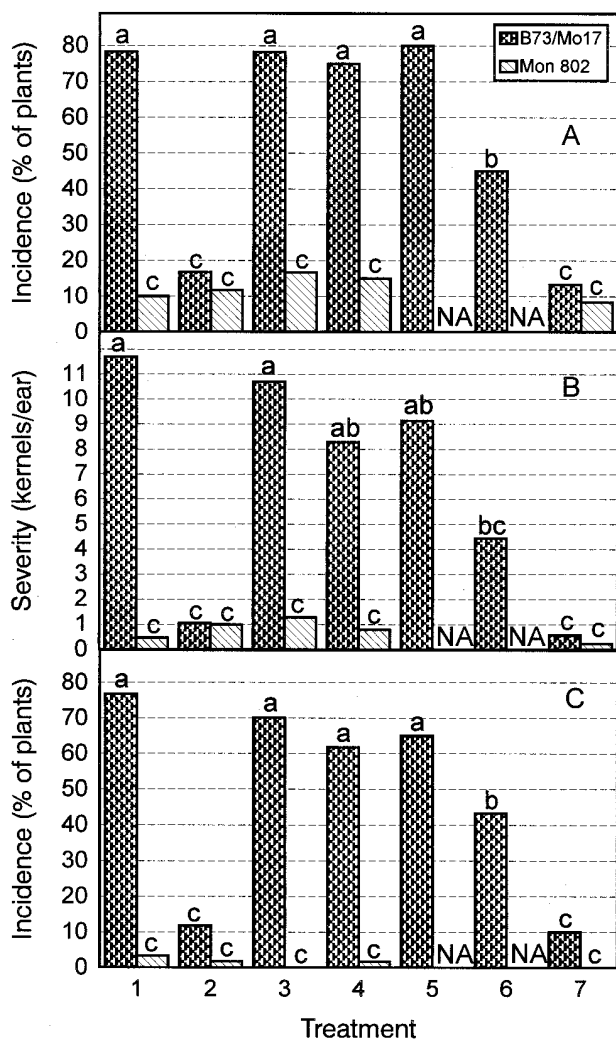 80
70
60
50
40
30
20
10
0
Incidence (% of plants)
B73/Mo17
Mon 802
A
a
c
c
c
a
c
a
c
a
NA
b
NA
c
c
11
10
9
8
7
6
5
4
3
2
1
0
Severity (kernels/ear)
B
a
c
c
c
a
c
ab
c
ab
NA
bc
NA
c
c
80
70
60
50
40
30
20
10
0
Incidence (% of plants)
C
a
c
c
c
a
c
a
c
a
NA
b
NA
c
c
1 2 3 4 5 6 7
Treatment